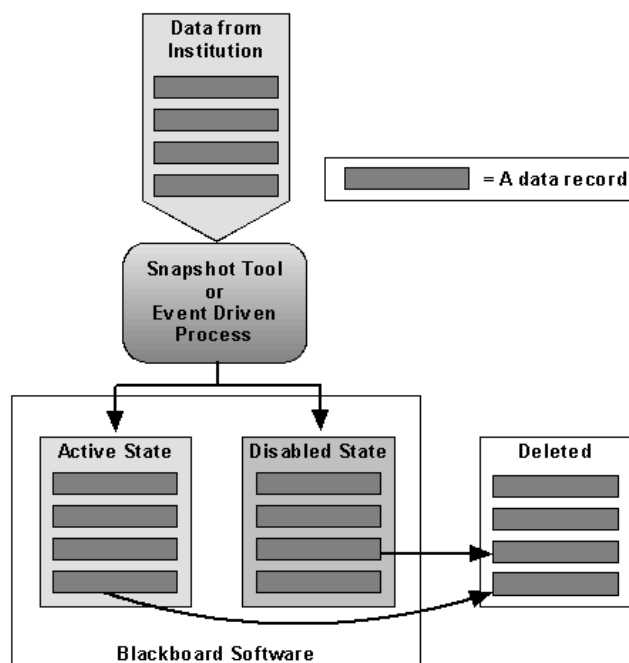 Data from
Institution
= A data record
Snapshot Tool
or
Event Driven
Process
Active State
Disabled State
Deleted
Blackboard Software